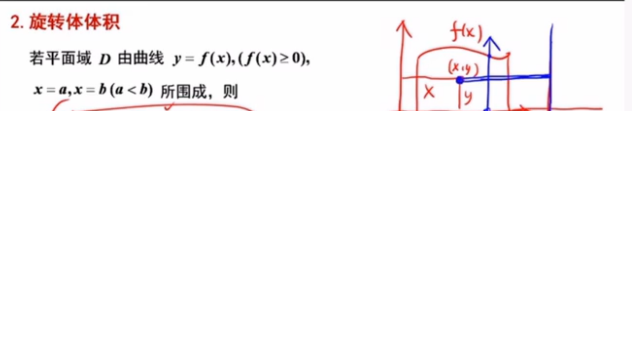 2. 旋转体体积
若平面域 D 由曲线 y = f(x), (f(x) ≥ 0),
x = a, x = b (a < b) 所围成，则
f(x)
(x,y)
x
y